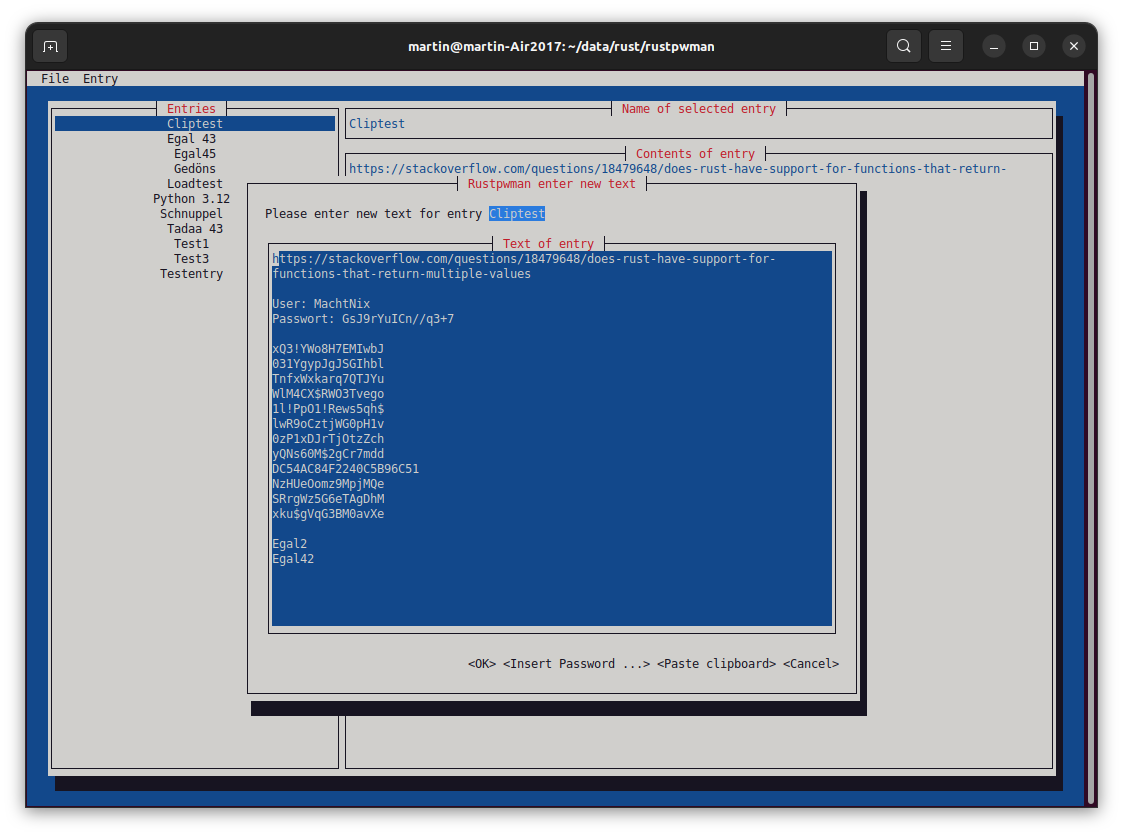 martin@martin-Air2017: ~/data/rust/rustpwman
File Entry
Entries
Cliptest
Egal 43
Egal45
Gedöns
Loadtest
Python 3.12
Schnuppel
Tadaa 43
Test1
Test3
Testentry
Name of selected entry
Cliptest
Contents of entry
https://stackoverflow.com/questions/18479648/does-rust-have-support-for-functions-that-return-
Rustpwman enter new text
Please enter new text for entry Cliptest
Text of entry
https://stackoverflow.com/questions/18479648/does-rust-have-support-for-
functions-that-return-multiple-values
User: MachtNix
Passwort: GsJ9rYuICn//q3+7
xQ3!YWo8H7EMIwbJ
031YgypJgJSGIhbl
TnfxWxkarq7QTJYu
WlM4CX$RWO3Tvego
1l!PpO1!Rews5qh$
lwR9oCztjWG0pH1v
0zP1xDJrTjOtzZch
yQNs60M$2gCr7mdd
DC54AC84F2240C5B96C51
NzHUeOomz9MpjMQe
SRrgWz5G6eTAgDhM
xku$gVqG3BM0avXe
Egal2
Egal42
<OK> <Insert Password ...> <Paste clipboard> <Cancel>